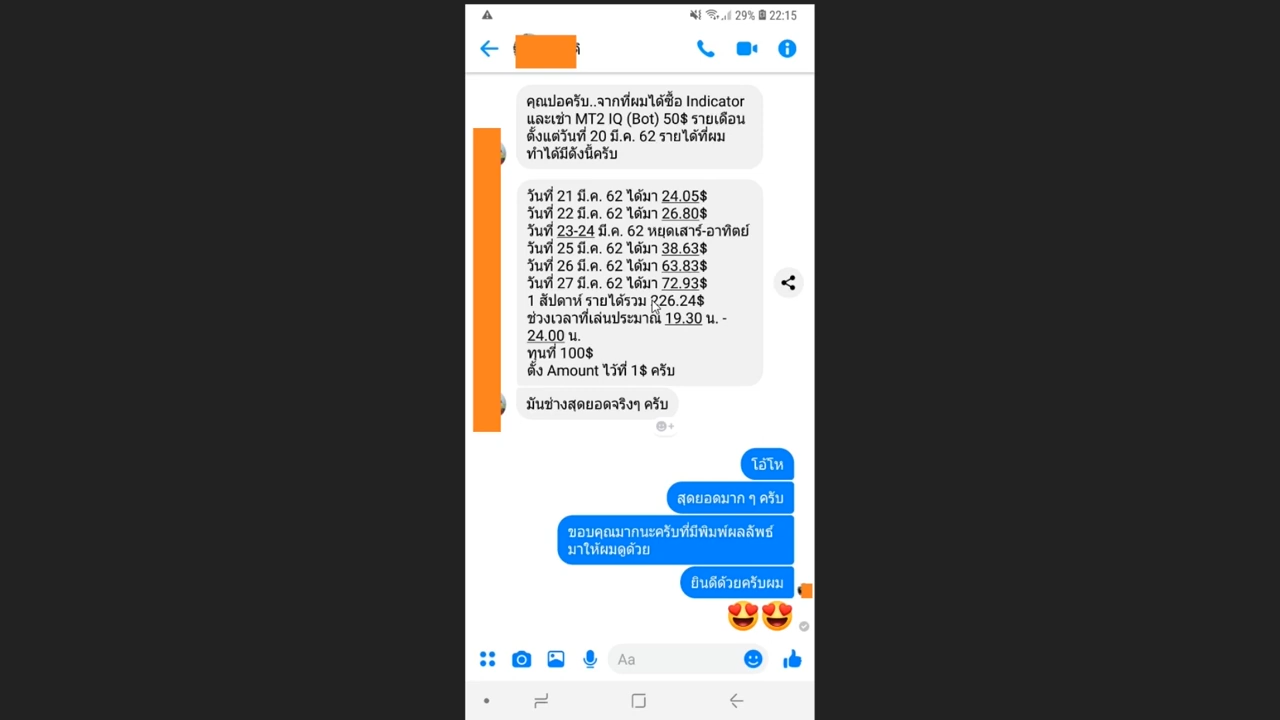 29% 22:15
คุณปอครับ..จากที่ผมได้ซื้อ Indicator
และเช่า MT2 IQ (Bot) 50$ รายเดือน
ตั้งแต่วันที่ 20 มี.ค. 62 รายได้ที่ผม
ทำได้มีดังนี้ครับ
วันที่ 21 มี.ค. 62 ได้มา 24.05$
วันที่ 22 มี.ค. 62 ได้มา 26.80$
วันที่ 23-24 มี.ค. 62 หยุดเสาร์-อาทิตย์
วันที่ 25 มี.ค. 62 ได้มา 38.63$
วันที่ 26 มี.ค. 62 ได้มา 63.83$
วันที่ 27 มี.ค. 62 ได้มา 72.93$
1 สัปดาห์ รายได้รวม 226.24$
ช่วงเวลาที่เล่นประมาณ 19.30 น. -
24.00 น.
ทุนที่ 100$
ตั้ง Amount ไว้ที่ 1$ ครับ
มันช่างสุดยอดจริงๆ ครับ
โอ้โห
สุดยอดมาก ๆ ครับ
ขอบคุณมากนะครับที่มีพิมพ์ผลลัพธ์
มาให้ผมดูด้วย
ยินดีด้วยครับผม
Aa